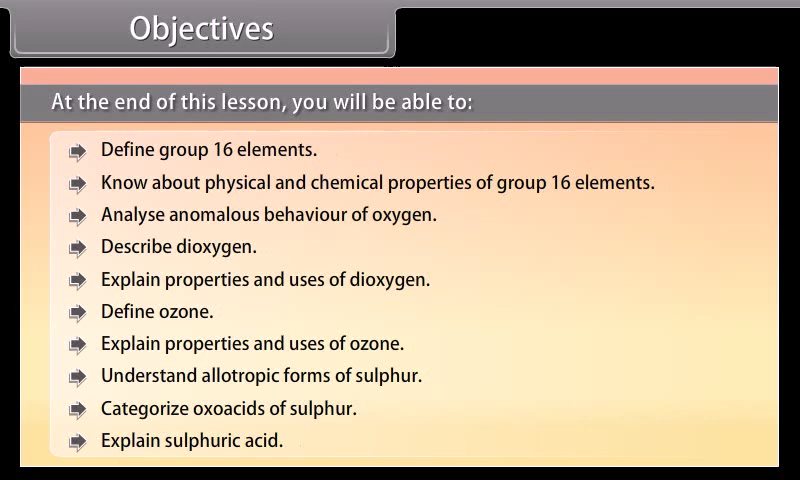 Objectives
At the end of this lesson, you will be able to:
Define group 16 elements.
Know about physical and chemical properties of group 16 elements.
Analyse anomalous behaviour of oxygen.
Describe dioxygen.
Explain properties and uses of dioxygen.
Define ozone.
Explain properties and uses of ozone.
Understand allotropic forms of sulphur.
Categorize oxoacids of sulphur.
Explain sulphuric acid.